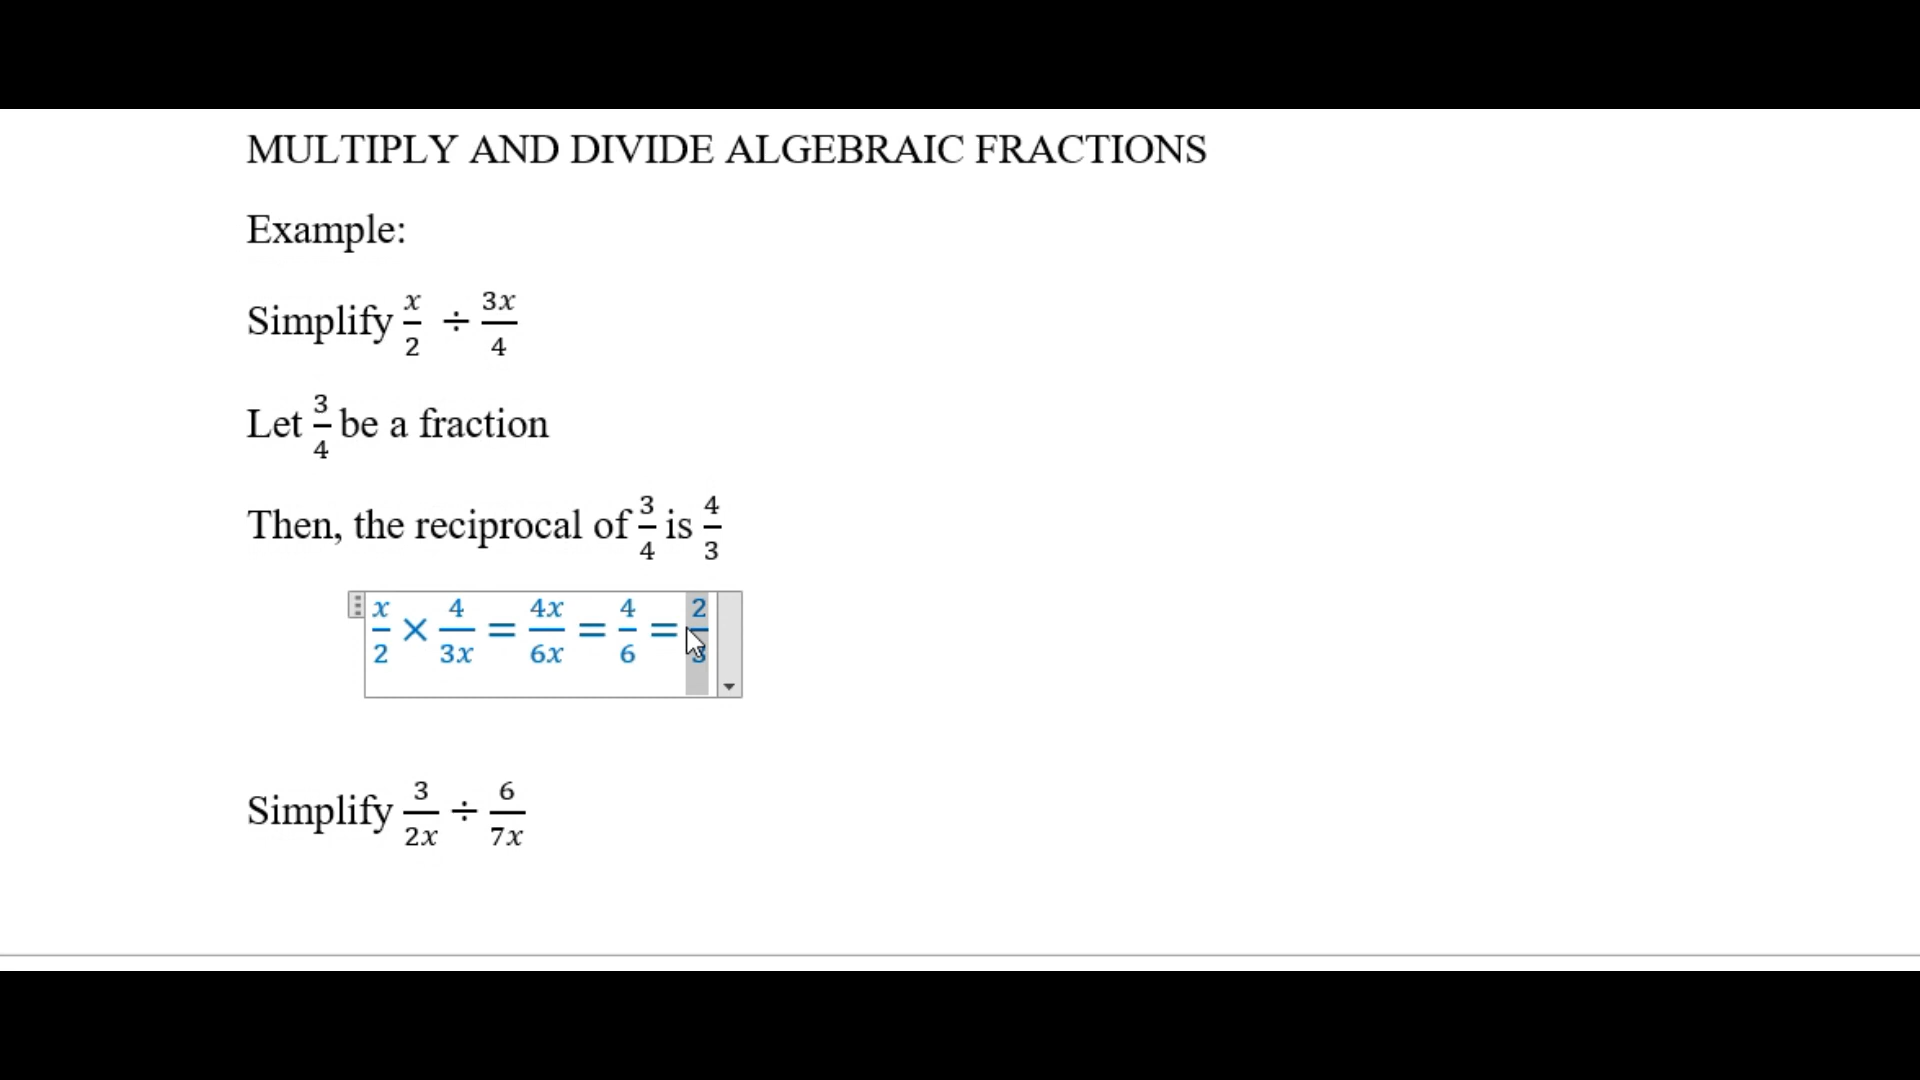 MULTIPLY AND DIVIDE ALGEBRAIC FRACTIONS
Example:
Simplify x/2 ÷ 3x/4
Let 3/4 be a fraction
Then, the reciprocal of 3/4 is 4/3
x/2 × 4/3x = 4x/6x = 4/6 = 2/3
Simplify 3/2x ÷ 6/7x